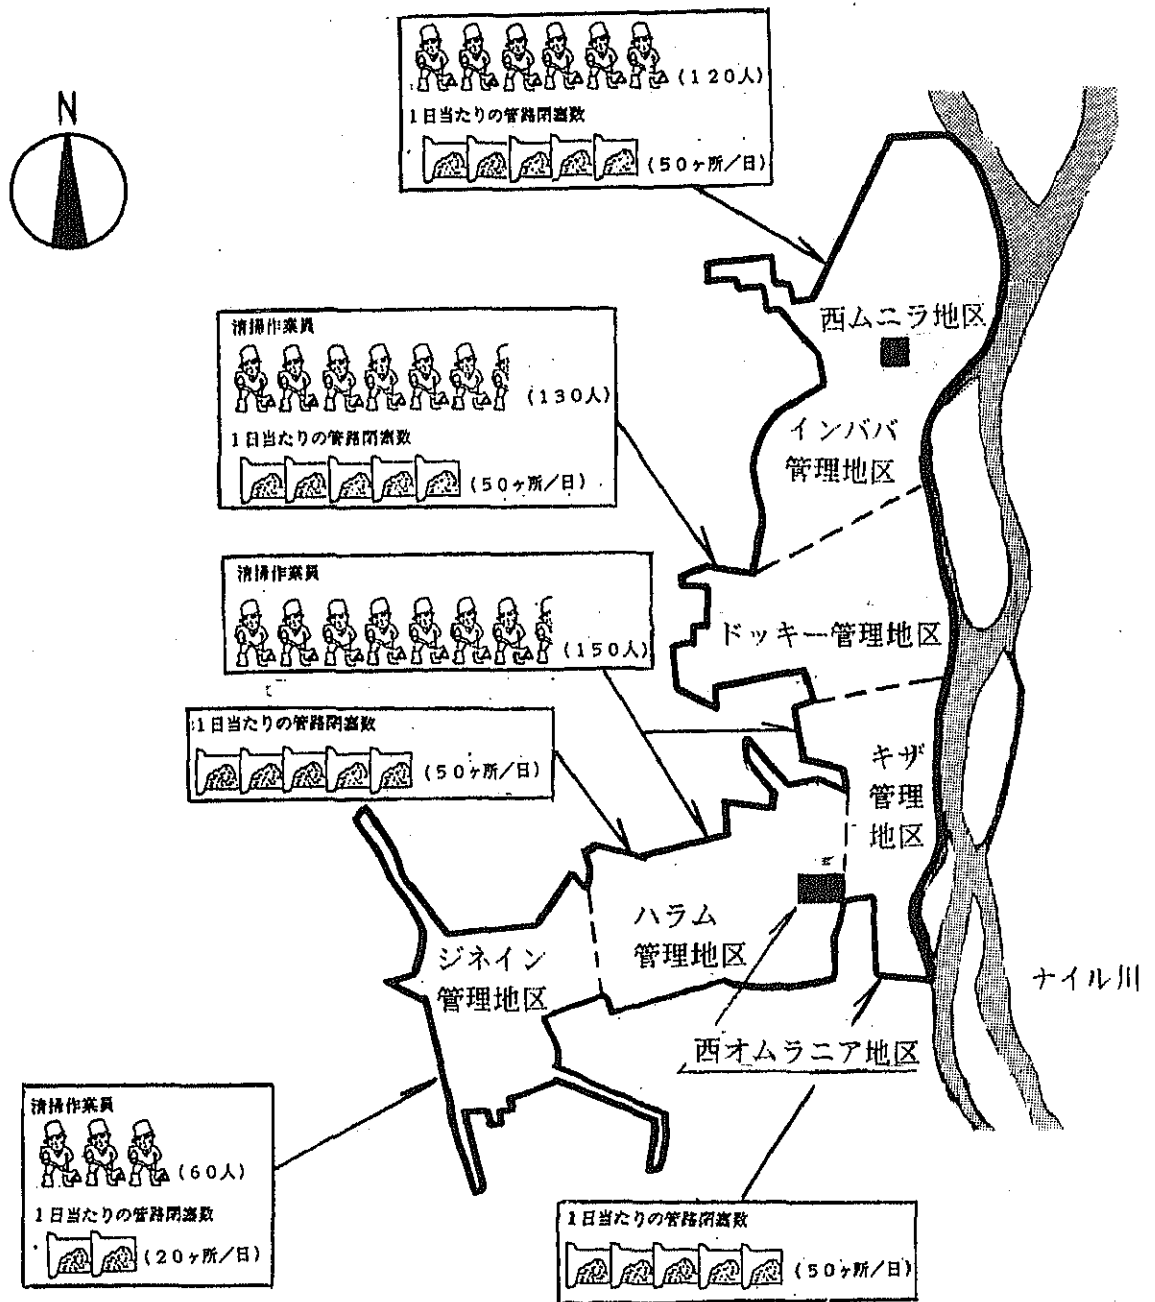 (120人)
1日当たりの管路閉塞数
(50ヶ所/日)
N
西ムニラ地区
清掃作業員
(130人)
1日当たりの管路閉塞数
(50ヶ所/日)
インババ
管理地区
清掃作業員
(150人)
ドッキー管理地区
1日当たりの管路閉塞数
(50ヶ所/日)
キザ
管理
地区
ハラム
管理地区
ジネイン
管理地区
ナイル川
西オムラニア地区
清掃作業員
(60人)
1日当たりの管路閉塞数
(20ヶ所/日)
1日当たりの管路閉塞数
(50ヶ所/日)